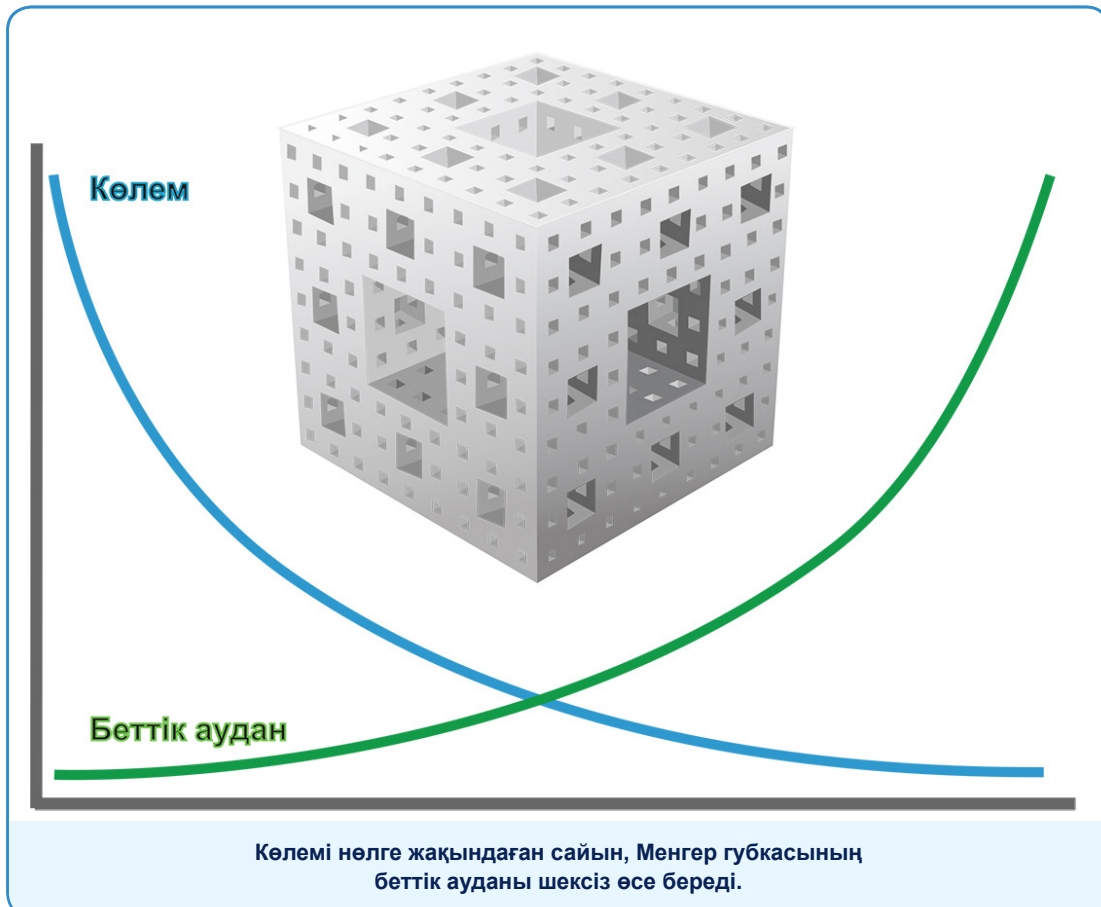 Көлем
Беттік аудан
Көлемі нөлге жақындаған сайын, Менгер губкасының
беттік ауданы шексіз өсе береді.